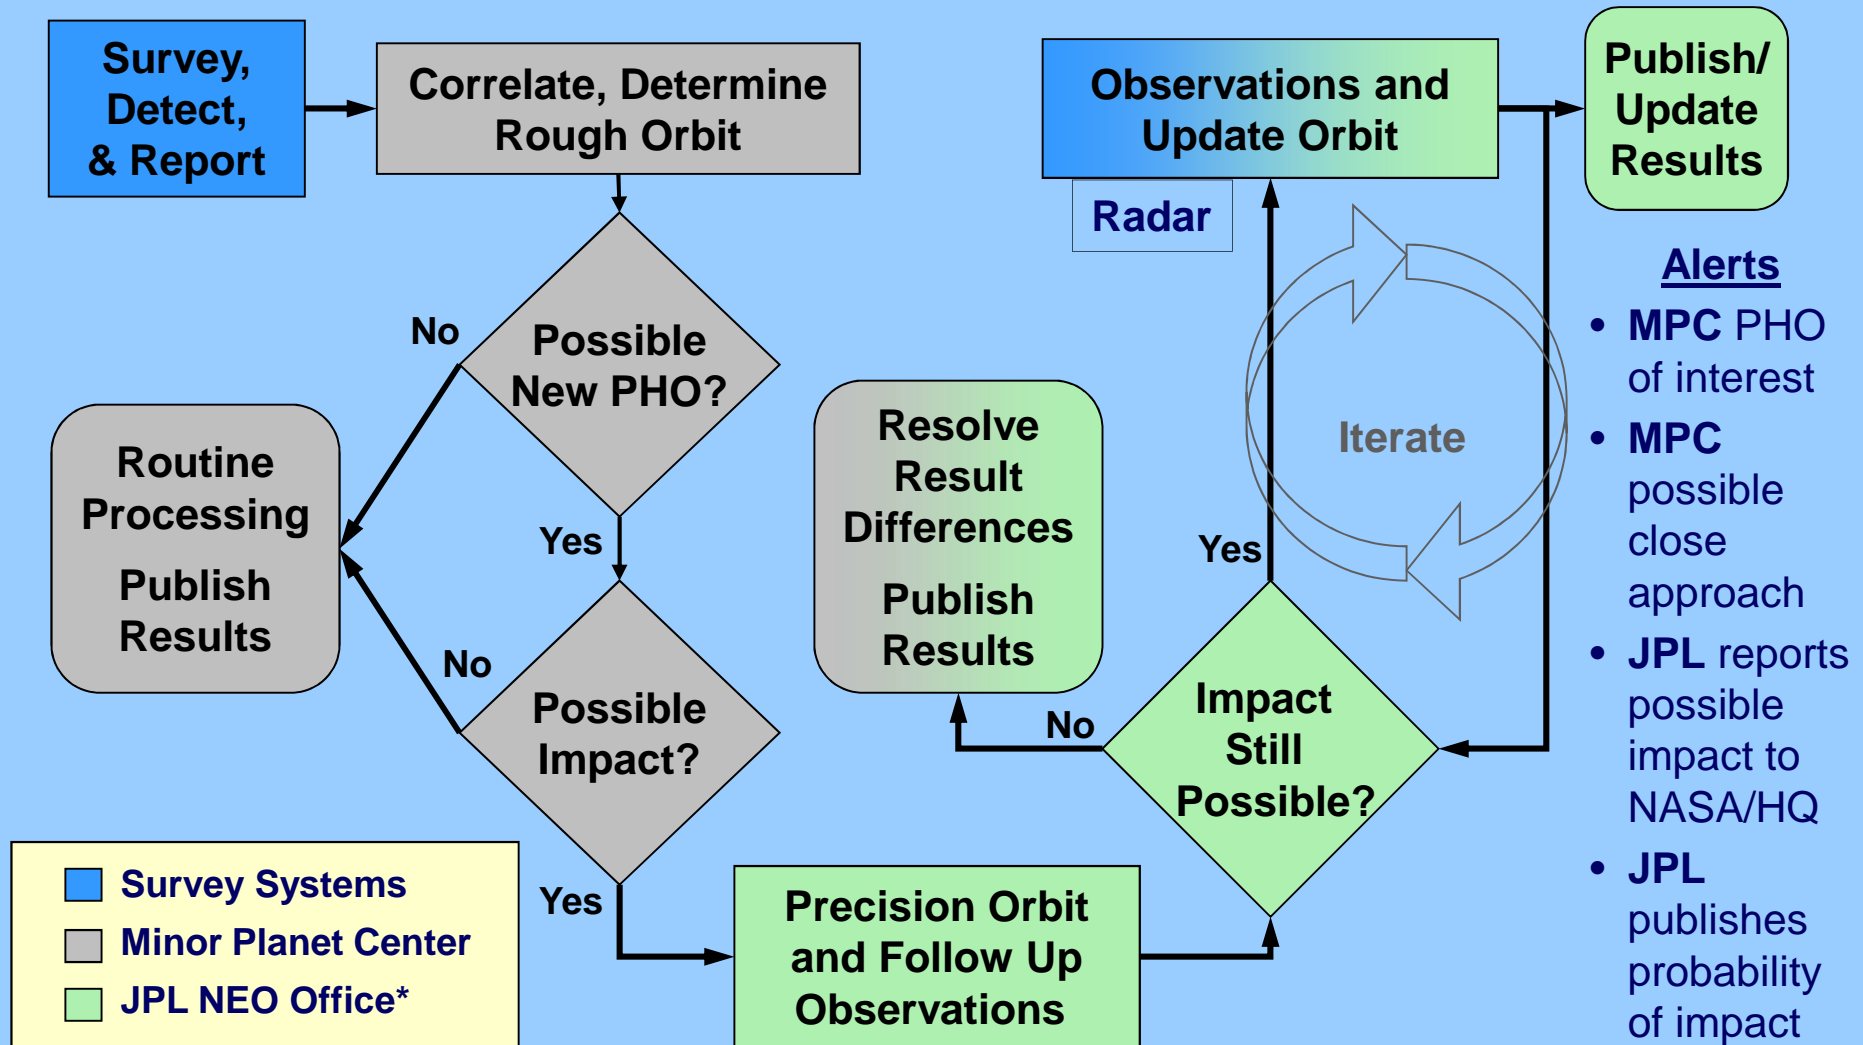 Survey,
Detect,
& Report
Correlate, Determine
Rough Orbit
Possible
New PHO?
No
Yes
Routine
Processing
Publish
Results
Possible
Impact?
No
Yes
Precision Orbit
and Follow Up
Observations
Impact
Still
Possible?
No
Yes
Resolve
Result
Differences
Publish
Results
Observations and
Update Orbit
Radar
Iterate
Publish/
Update
Results
Alerts
• MPC PHO
of interest
• MPC
possible
close
approach
• JPL reports
possible
impact to
NASA/HQ
• JPL
publishes
probability
of impact
Survey Systems
Minor Planet Center
JPL NEO Office*